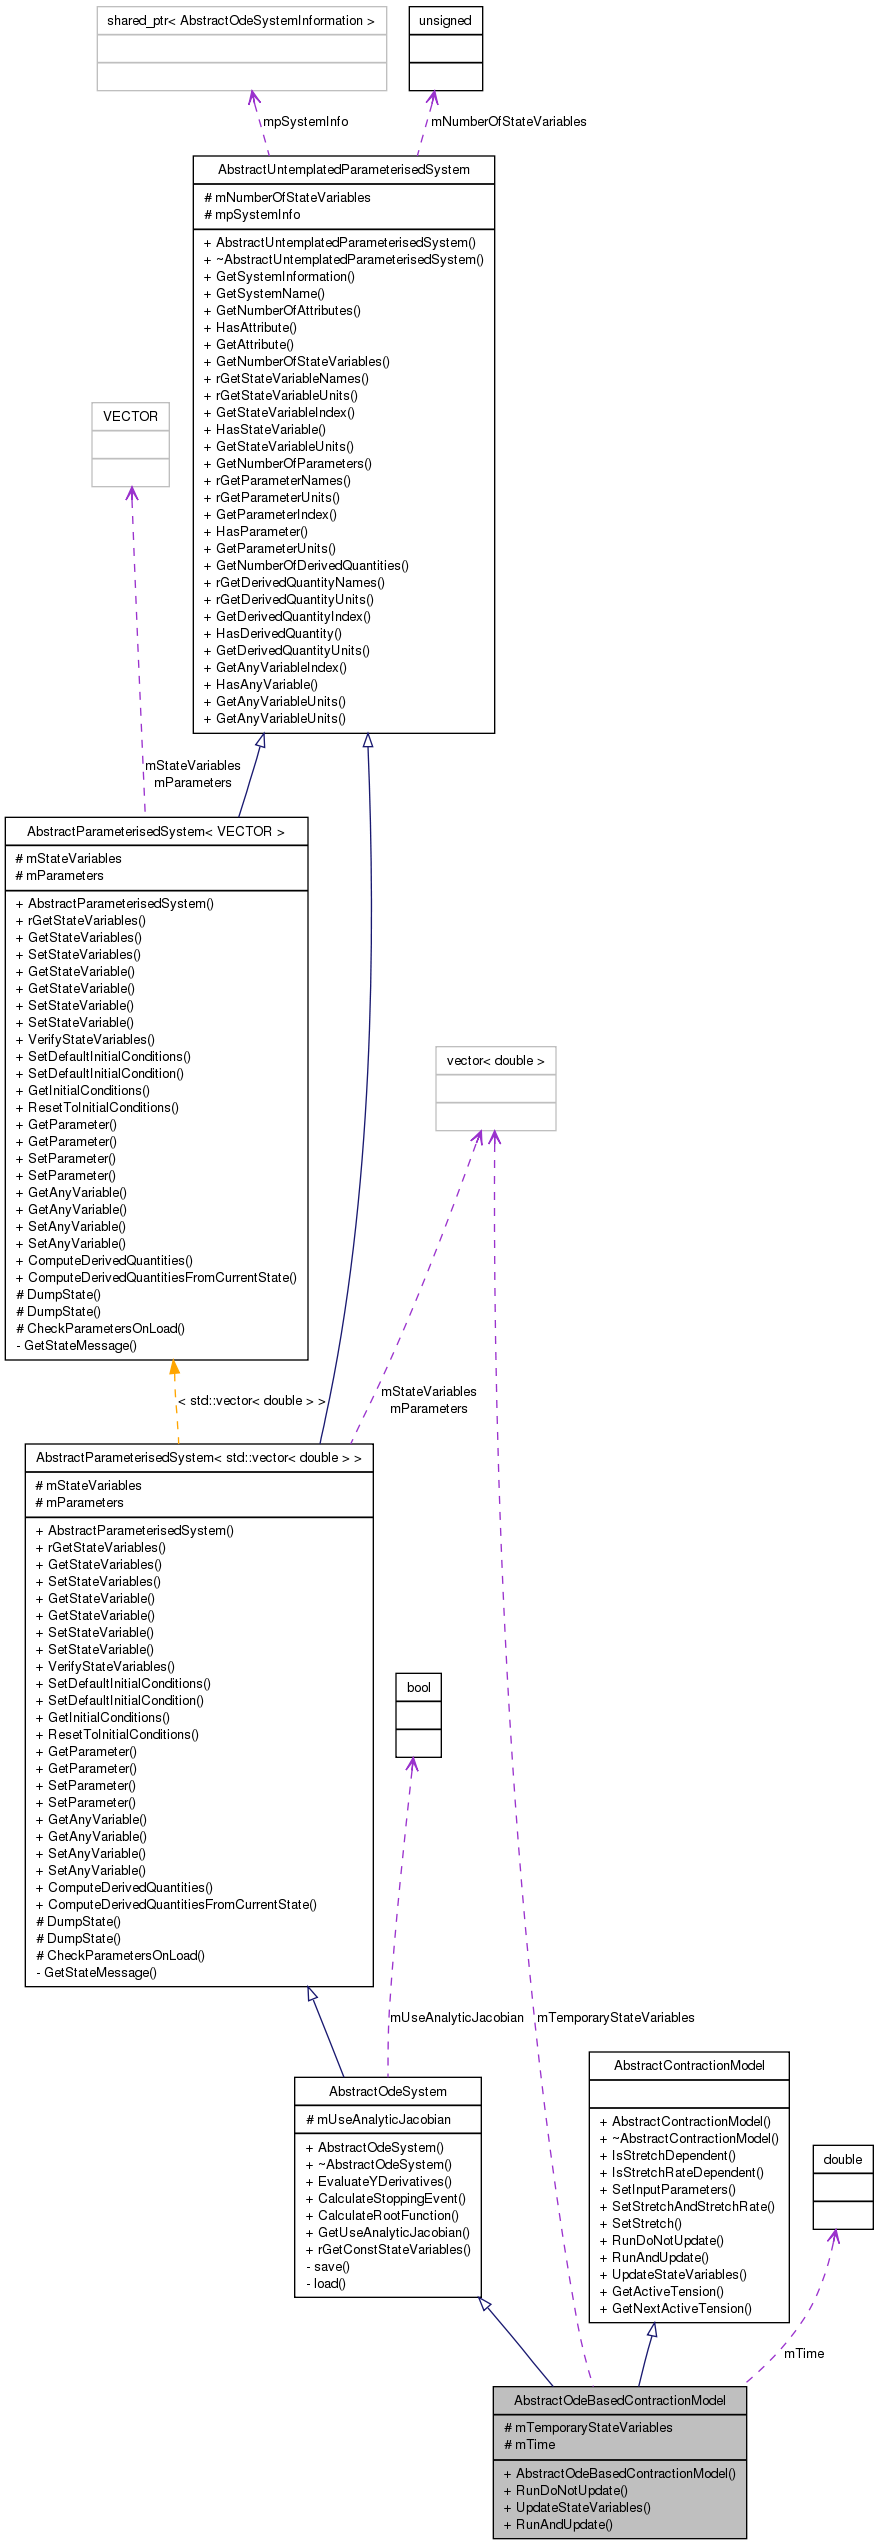 shared_ptr< AbstractOdeSystemInformation >
unsigned
mpSystemInfo
mNumberOfStateVariables
AbstractUntemplatedParameterisedSystem
# mNumberOfStateVariables
# mpSystemInfo
+ AbstractUntemplatedParameterisedSystem()
+ ~AbstractUntemplatedParameterisedSystem()
+ GetSystemInformation()
+ GetSystemName()
+ GetNumberOfAttributes()
+ HasAttribute()
+ GetAttribute()
+ GetNumberOfStateVariables()
+ rGetStateVariableNames()
+ rGetStateVariableUnits()
+ GetStateVariableIndex()
+ HasStateVariable()
+ GetStateVariableUnits()
+ GetNumberOfParameters()
+ rGetParameterNames()
+ rGetParameterUnits()
+ GetParameterIndex()
+ HasParameter()
+ GetParameterUnits()
+ GetNumberOfDerivedQuantities()
+ rGetDerivedQuantityNames()
+ rGetDerivedQuantityUnits()
+ GetDerivedQuantityIndex()
+ HasDerivedQuantity()
+ GetDerivedQuantityUnits()
+ GetAnyVariableIndex()
+ HasAnyVariable()
+ GetAnyVariableUnits()
+ GetAnyVariableUnits()
VECTOR
mStateVariables
mParameters
AbstractParameterisedSystem< VECTOR >
# mStateVariables
# mParameters
+ AbstractParameterisedSystem()
+ rGetStateVariables()
+ GetStateVariables()
+ SetStateVariables()
+ GetStateVariable()
+ GetStateVariable()
+ SetStateVariable()
+ SetStateVariable()
+ VerifyStateVariables()
+ SetDefaultInitialConditions()
+ SetDefaultInitialCondition()
+ GetInitialConditions()
+ ResetToInitialConditions()
+ GetParameter()
+ GetParameter()
+ SetParameter()
+ SetParameter()
+ GetAnyVariable()
+ GetAnyVariable()
+ SetAnyVariable()
+ SetAnyVariable()
+ ComputeDerivedQuantities()
+ ComputeDerivedQuantitiesFromCurrentState()
# DumpState()
# DumpState()
# CheckParametersOnLoad()
- GetStateMessage()
vector< double >
< std::vector< double > >
mStateVariables
mParameters
AbstractParameterisedSystem< std::vector< double > >
# mStateVariables
# mParameters
+ AbstractParameterisedSystem()
+ rGetStateVariables()
+ GetStateVariables()
+ SetStateVariables()
+ GetStateVariable()
+ GetStateVariable()
+ SetStateVariable()
+ SetStateVariable()
+ VerifyStateVariables()
+ SetDefaultInitialConditions()
+ SetDefaultInitialCondition()
+ GetInitialConditions()
+ ResetToInitialConditions()
+ GetParameter()
+ GetParameter()
+ SetParameter()
+ SetParameter()
+ GetAnyVariable()
+ GetAnyVariable()
+ SetAnyVariable()
+ SetAnyVariable()
+ ComputeDerivedQuantities()
+ ComputeDerivedQuantitiesFromCurrentState()
# DumpState()
# DumpState()
# CheckParametersOnLoad()
- GetStateMessage()
bool
mUseAnalyticJacobian
mTemporaryStateVariables
AbstractOdeSystem
# mUseAnalyticJacobian
+ AbstractOdeSystem()
+ ~AbstractOdeSystem()
+ EvaluateYDerivatives()
+ CalculateStoppingEvent()
+ CalculateRootFunction()
+ GetUseAnalyticJacobian()
+ rGetConstStateVariables()
- save()
- load()
AbstractContractionModel
+ AbstractContractionModel()
+ ~AbstractContractionModel()
+ IsStretchDependent()
+ IsStretchRateDependent()
+ SetInputParameters()
+ SetStretchAndStretchRate()
+ SetStretch()
+ RunDoNotUpdate()
+ RunAndUpdate()
+ UpdateStateVariables()
+ GetActiveTension()
+ GetNextActiveTension()
double
mTime
AbstractOdeBasedContractionModel
# mTemporaryStateVariables
# mTime
+ AbstractOdeBasedContractionModel()
+ RunDoNotUpdate()
+ UpdateStateVariables()
+ RunAndUpdate()